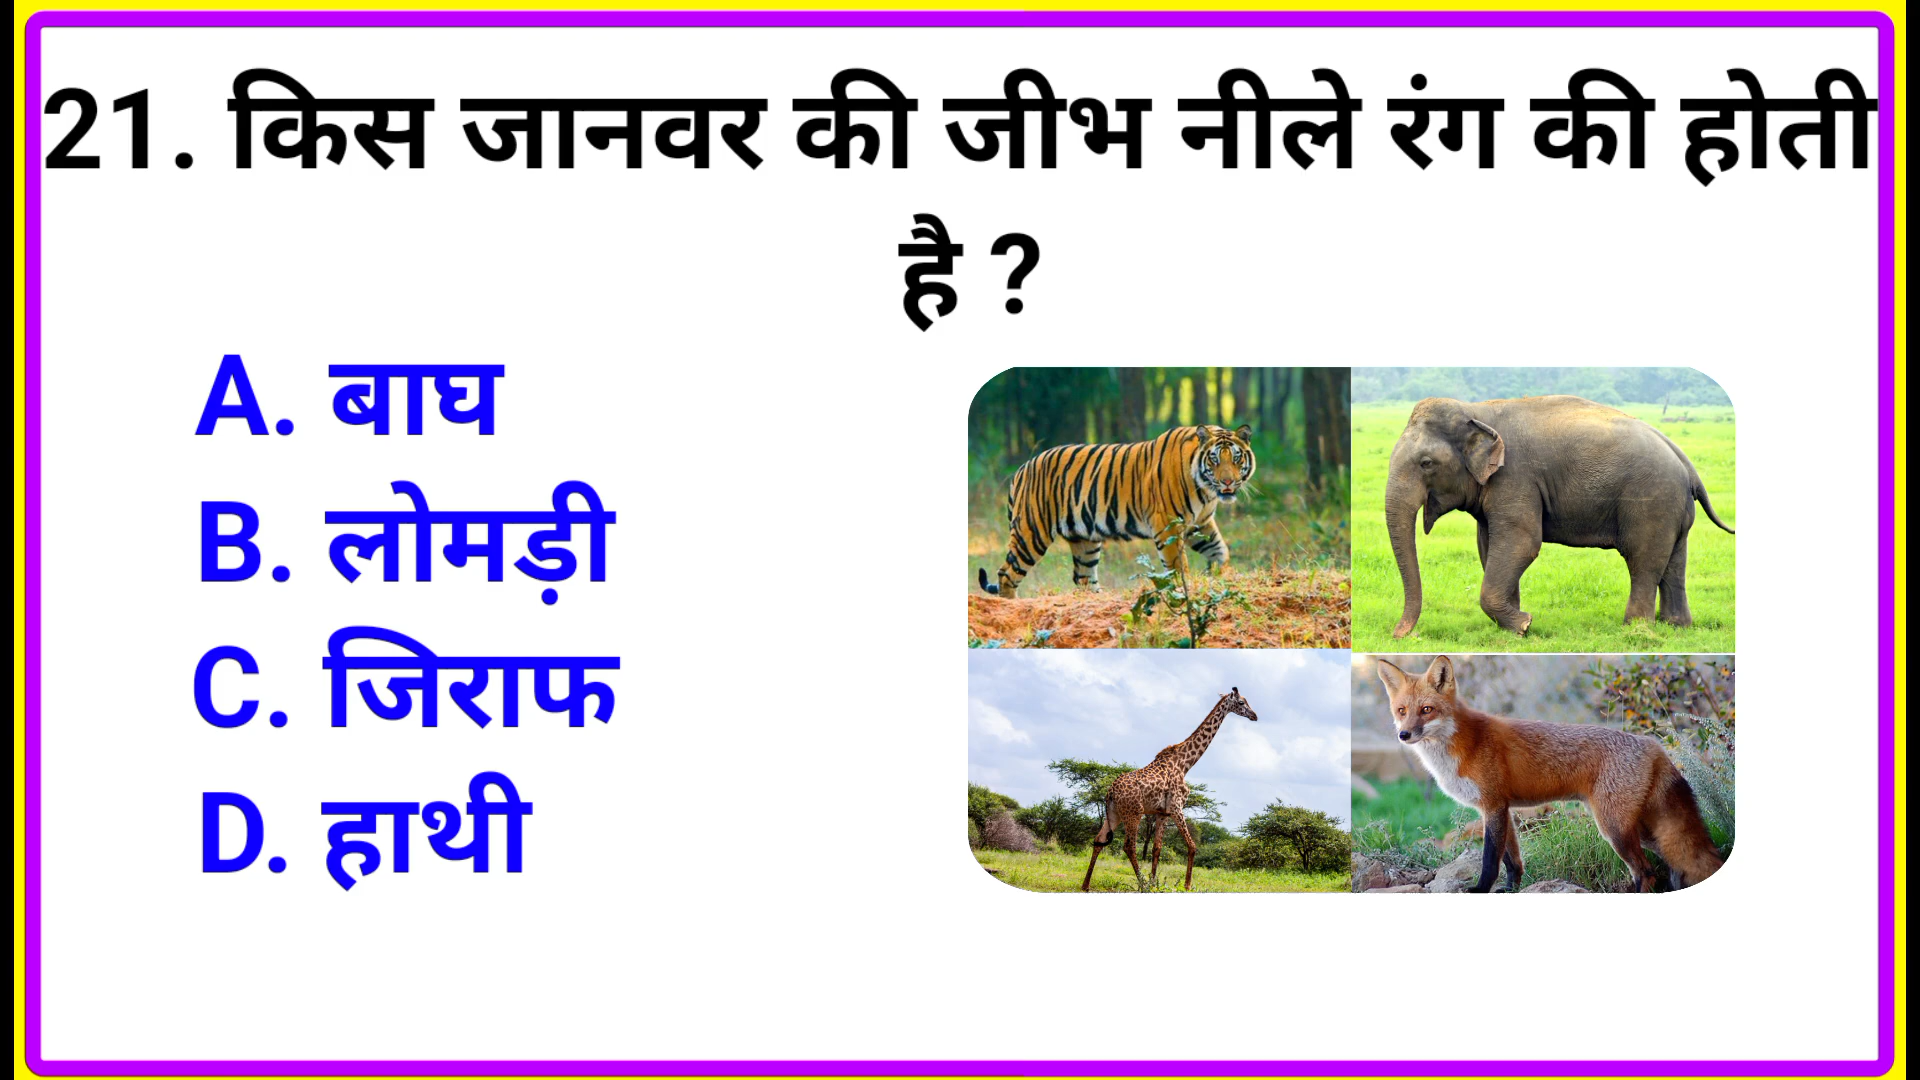 21. किस जानवर की जीभ नीले रंग की होती
है ?
A. बाघ
B. लोमड़ी
C. जिराफ
D. हाथी